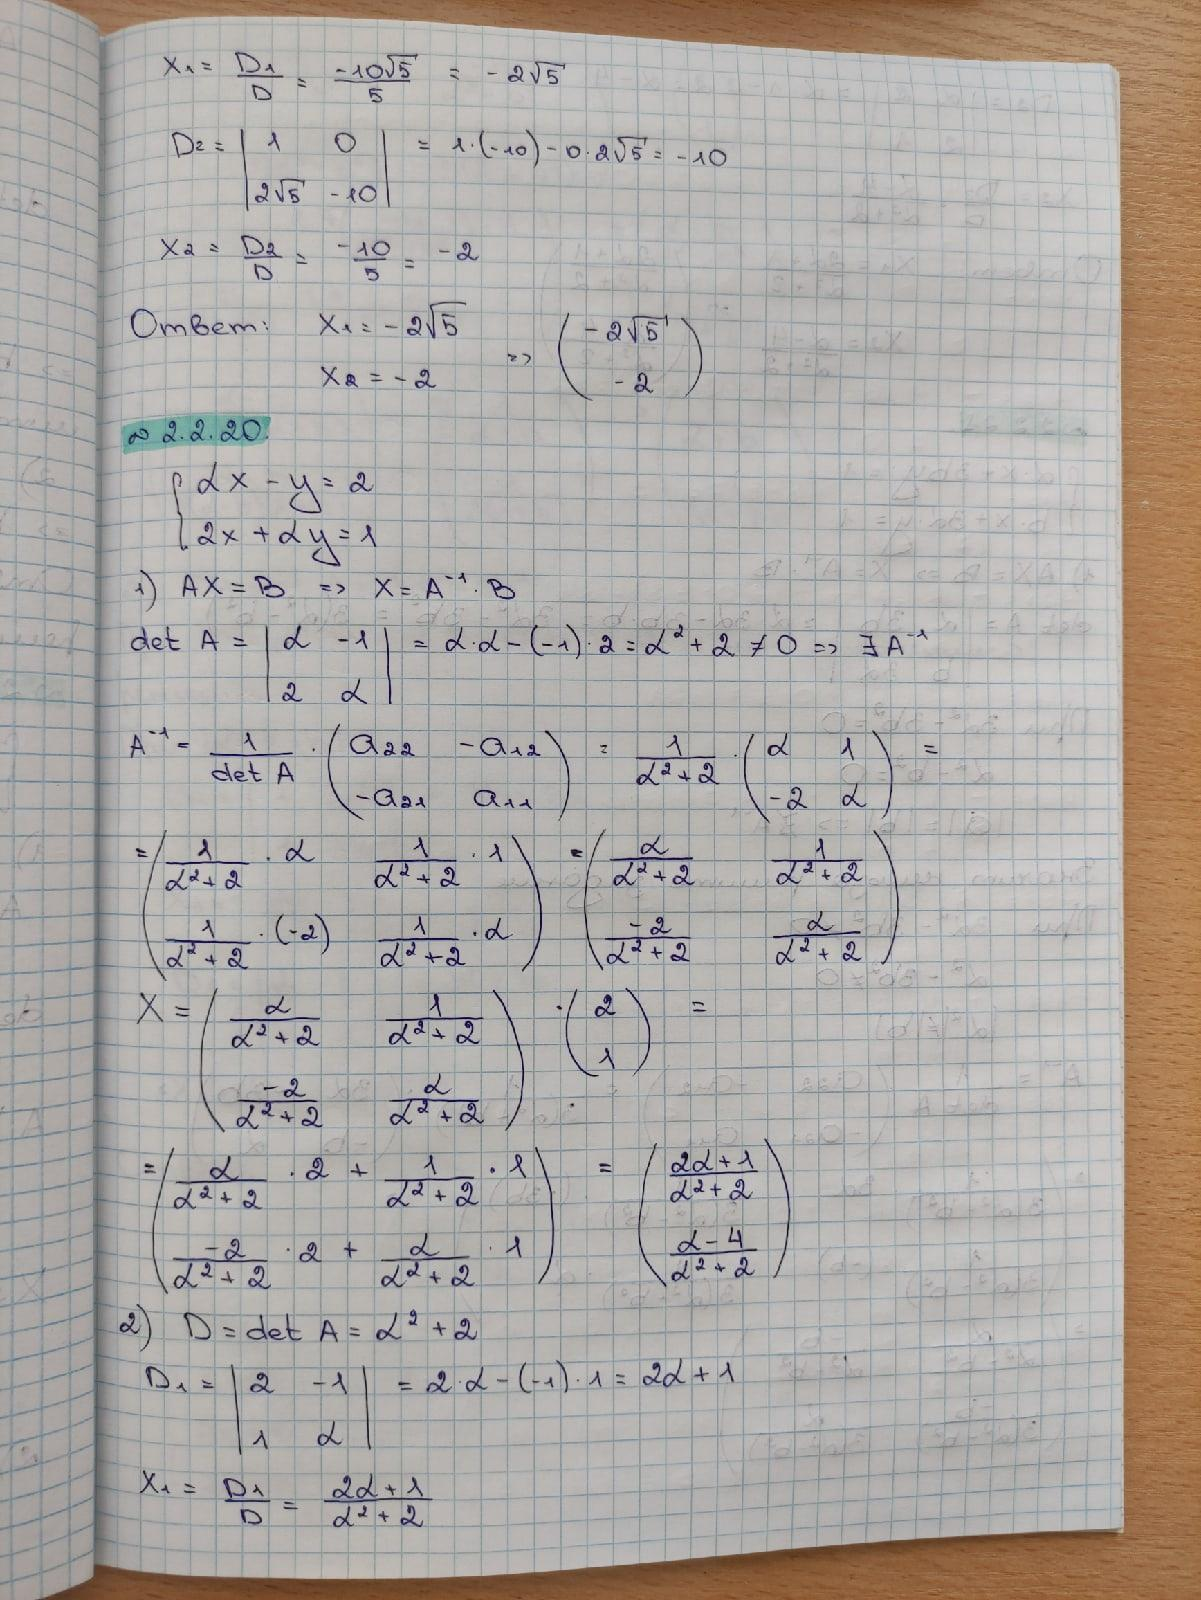 X₁ = D₁/D = -10√5/5 = -2√5
D₂ = |1 0; 2√5 -10| = 1·(-10) - 0·2√5 = -10
X₂ = D₂/D = -10/5 = -2
Ответ: X₁ = -2√5 X₂ = -2 => (-2√5; -2)
№ 2.2.20.
{ αx - y = 2
2x + αy = 1
1) AX = B => X = A⁻¹·B
det A = |α -1; 2 α| = α·α - (-1)·2 = α² + 2 ≠ 0 => ∃A⁻¹
A⁻¹ = 1/det A · (a₂₂ -a₁₂; -a₂₁ a₁₁) = 1/(α²+2) · (α 1; -2 α) =
= (1/(α²+2)·α 1/(α²+2)·1; 1/(α²+2)·(-2) 1/(α²+2)·α) = (α/(α²+2) 1/(α²+2); -2/(α²+2) α/(α²+2))
X = (α/(α²+2) 1/(α²+2); -2/(α²+2) α/(α²+2)) · (2; 1) =
= (α/(α²+2)·2 + 1/(α²+2)·1; -2/(α²+2)·2 + α/(α²+2)·1) = ((2α+1)/(α²+2); (α-4)/(α²+2))
2) D = det A = α² + 2
D₁ = |2 -1; 1 α| = 2·α - (-1)·1 = 2α + 1
X₁ = D₁/D = (2α+1)/(α²+2)